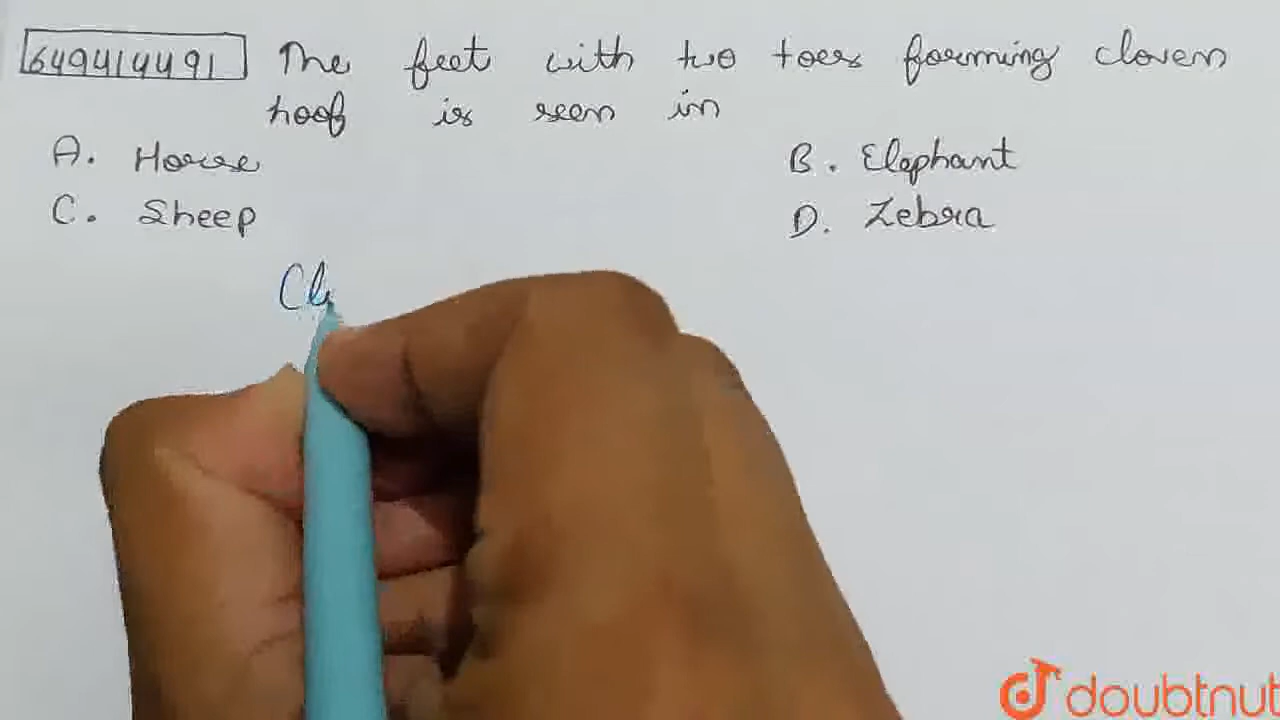 649414491 The feet with two toes forming cloven
hoof is seen in
A. Horse B. Elephant
C. Sheep D. Zebra
Cl
doubtnut